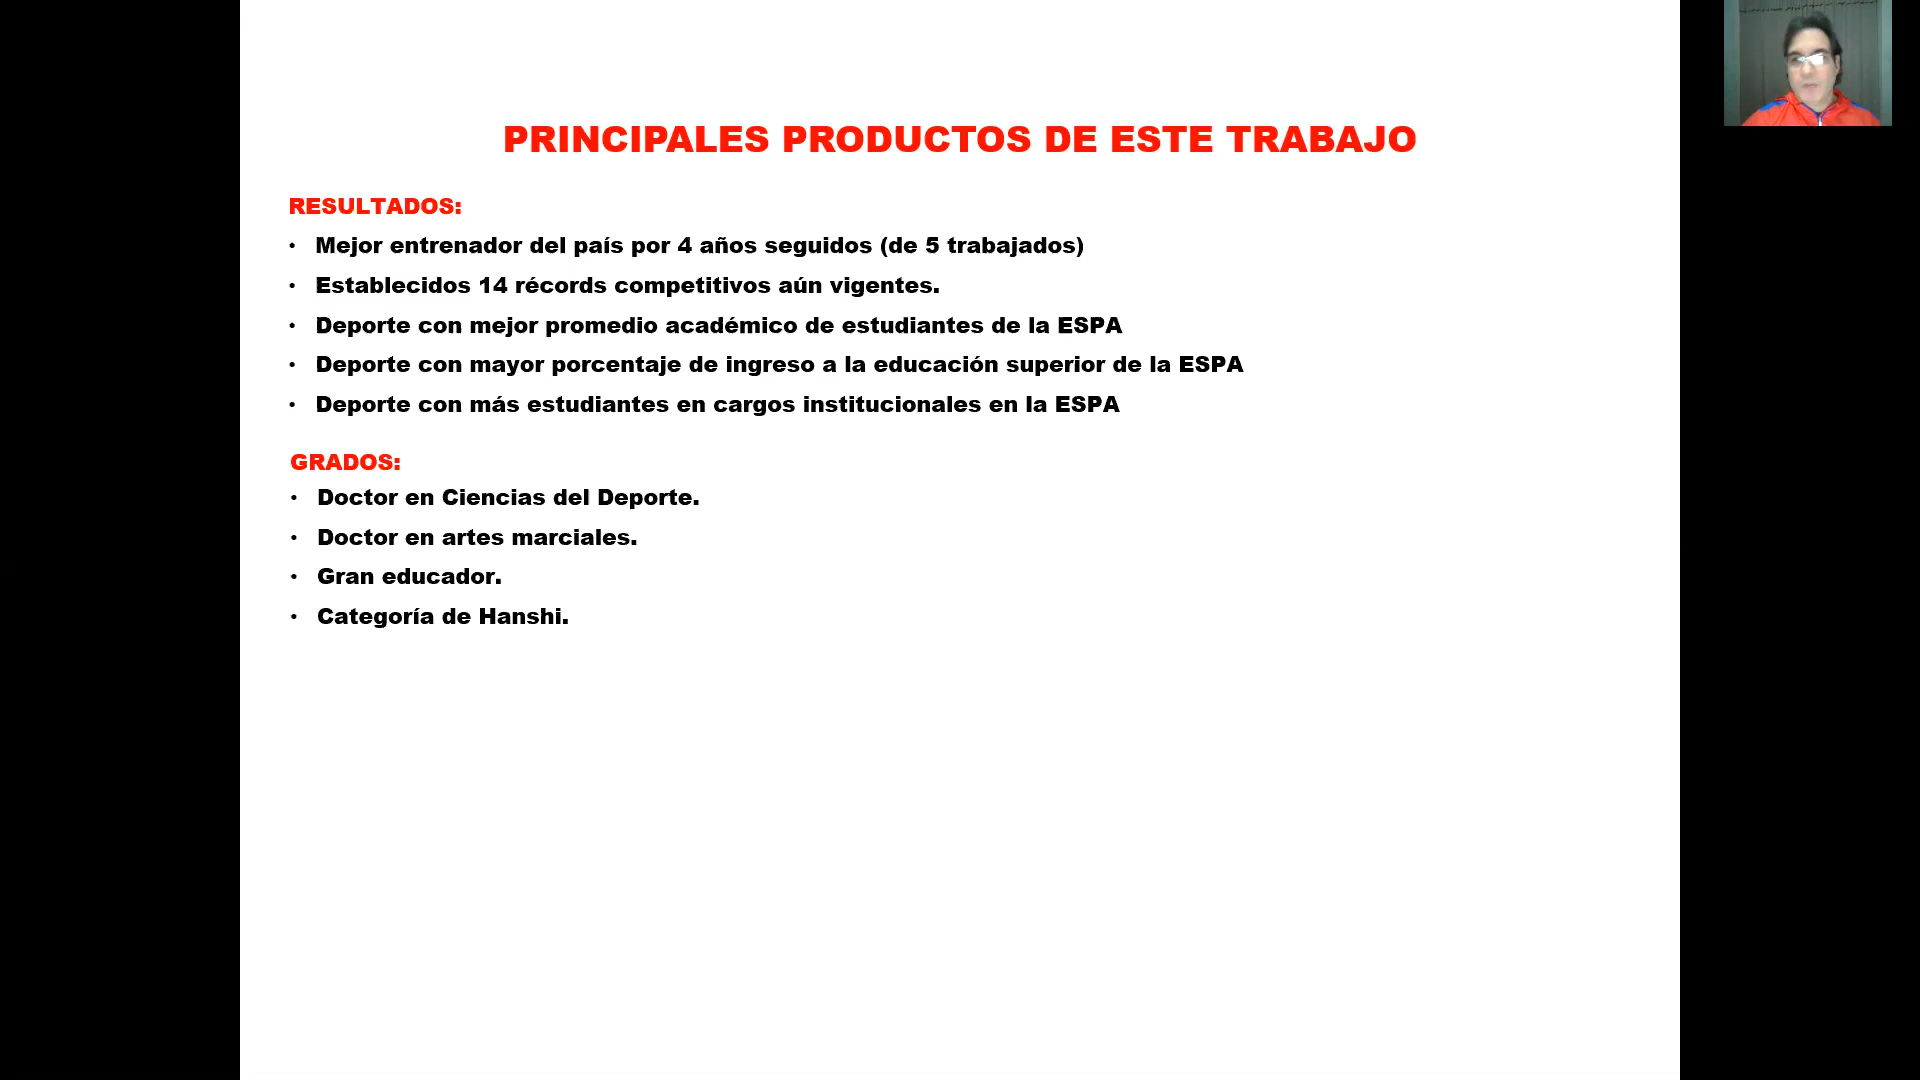 PRINCIPALES PRODUCTOS DE ESTE TRABAJO
RESULTADOS:
• Mejor entrenador del país por 4 años seguidos (de 5 trabajados)
• Establecidos 14 récords competitivos aún vigentes.
• Deporte con mejor promedio académico de estudiantes de la ESPA
• Deporte con mayor porcentaje de ingreso a la educación superior de la ESPA
• Deporte con más estudiantes en cargos institucionales en la ESPA
GRADOS:
• Doctor en Ciencias del Deporte.
• Doctor en artes marciales.
• Gran educador.
• Categoría de Hanshi.